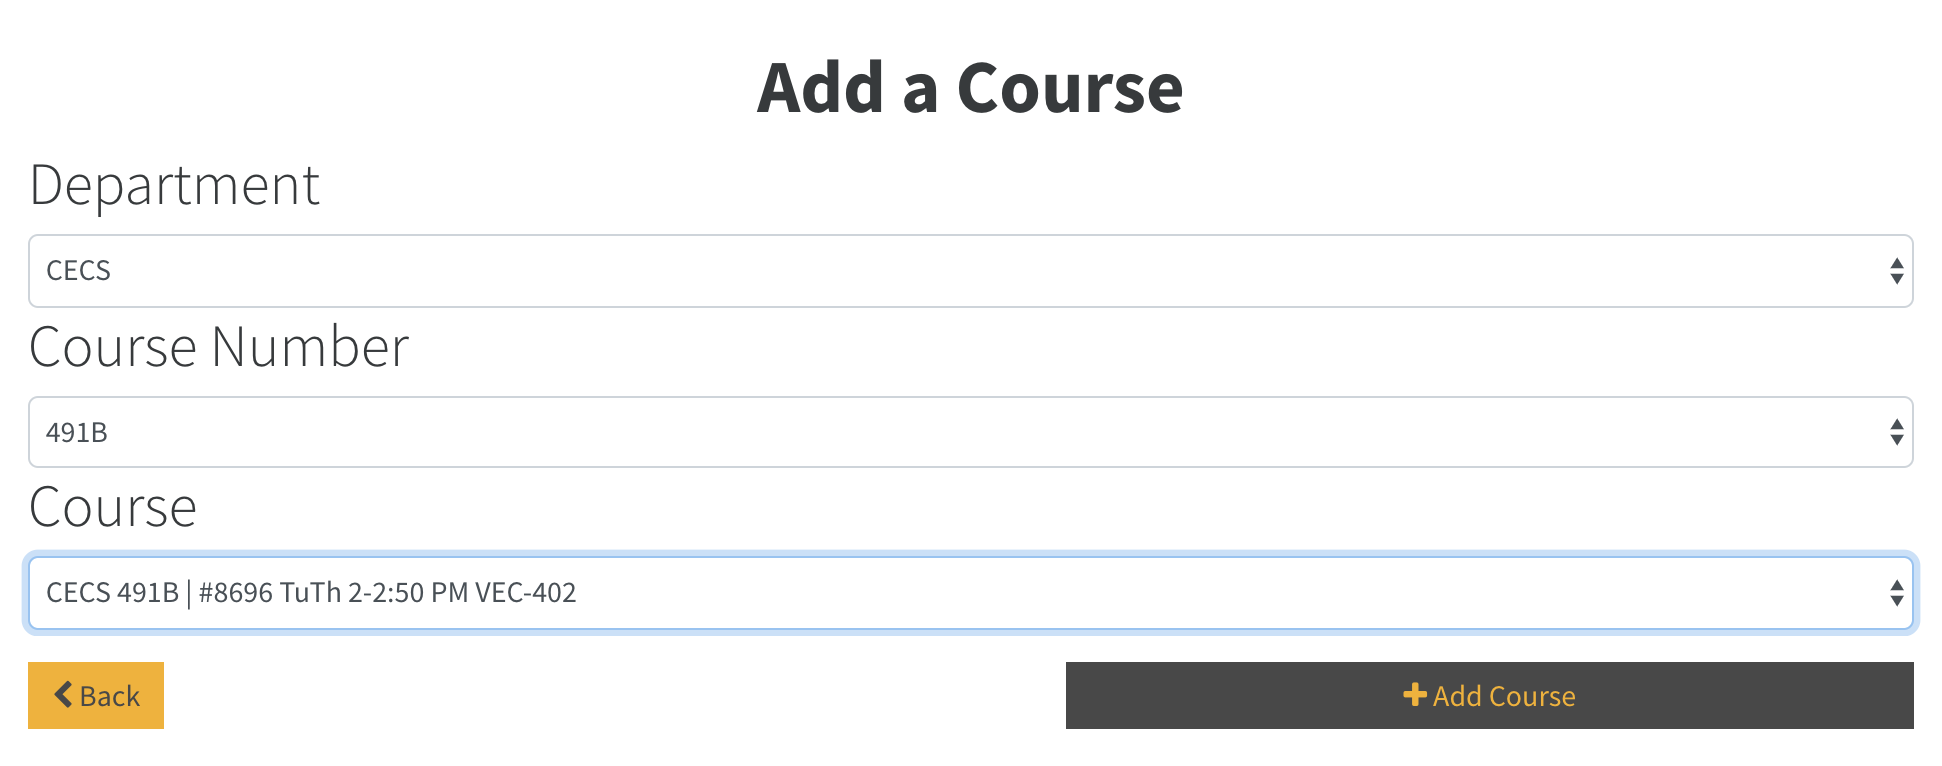 Add a Course
Department
CECS
Course Number
491B
Course
CECS 491B | #8696 TuTh 2-2:50 PM VEC-402
Back
Add Course